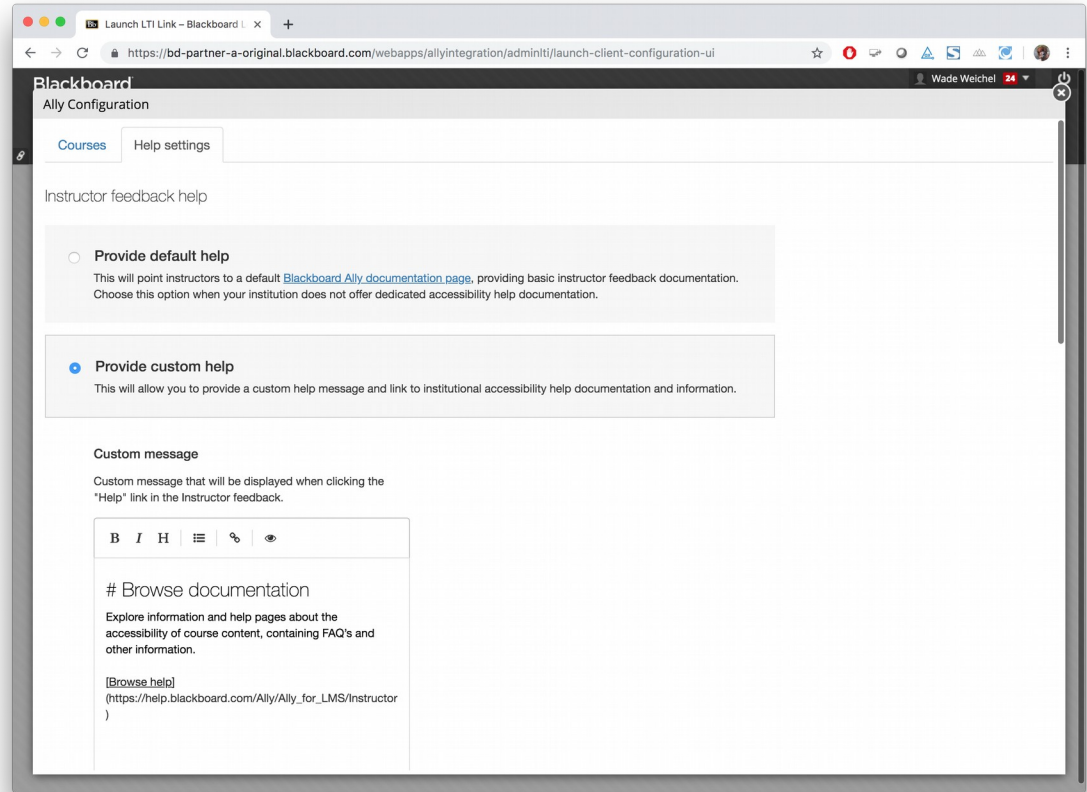 Launch LTI Link – Blackboard L
https://bd-partner-a-original.blackboard.com/webapps/allyintegration/adminlti/launch-client-configuration-ui
Blackboard
Wade Weichel 24
Ally Configuration
Courses Help settings
Instructor feedback help
Provide default help
This will point instructors to a default Blackboard Ally documentation page, providing basic instructor feedback documentation.
Choose this option when your institution does not offer dedicated accessibility help documentation.
Provide custom help
This will allow you to provide a custom help message and link to institutional accessibility help documentation and information.
Custom message
Custom message that will be displayed when clicking the
"Help" link in the Instructor feedback.
B I H
# Browse documentation
Explore information and help pages about the
accessibility of course content, containing FAQ's and
other information.
[Browse help]
(https://help.blackboard.com/Ally/Ally_for_LMS/Instructor
)